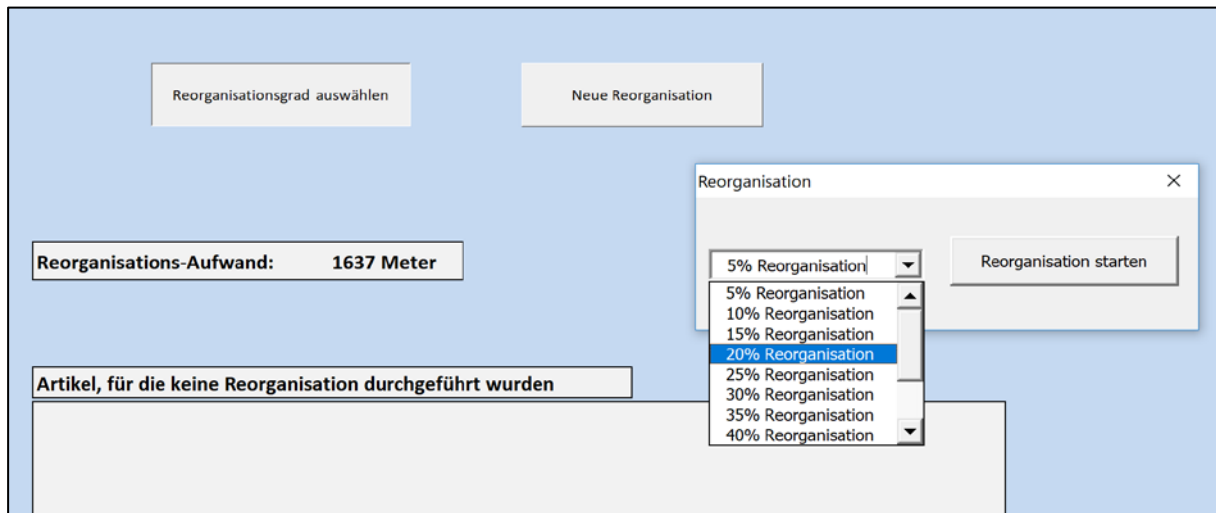 Reorganisationsgrad auswählen
Neue Reorganisation
Reorganisation
Reorganisations-Aufwand: 1637 Meter
5% Reorganisation
Reorganisation starten
5% Reorganisation
10% Reorganisation
15% Reorganisation
20% Reorganisation
25% Reorganisation
30% Reorganisation
35% Reorganisation
40% Reorganisation
Artikel, für die keine Reorganisation durchgeführt wurden